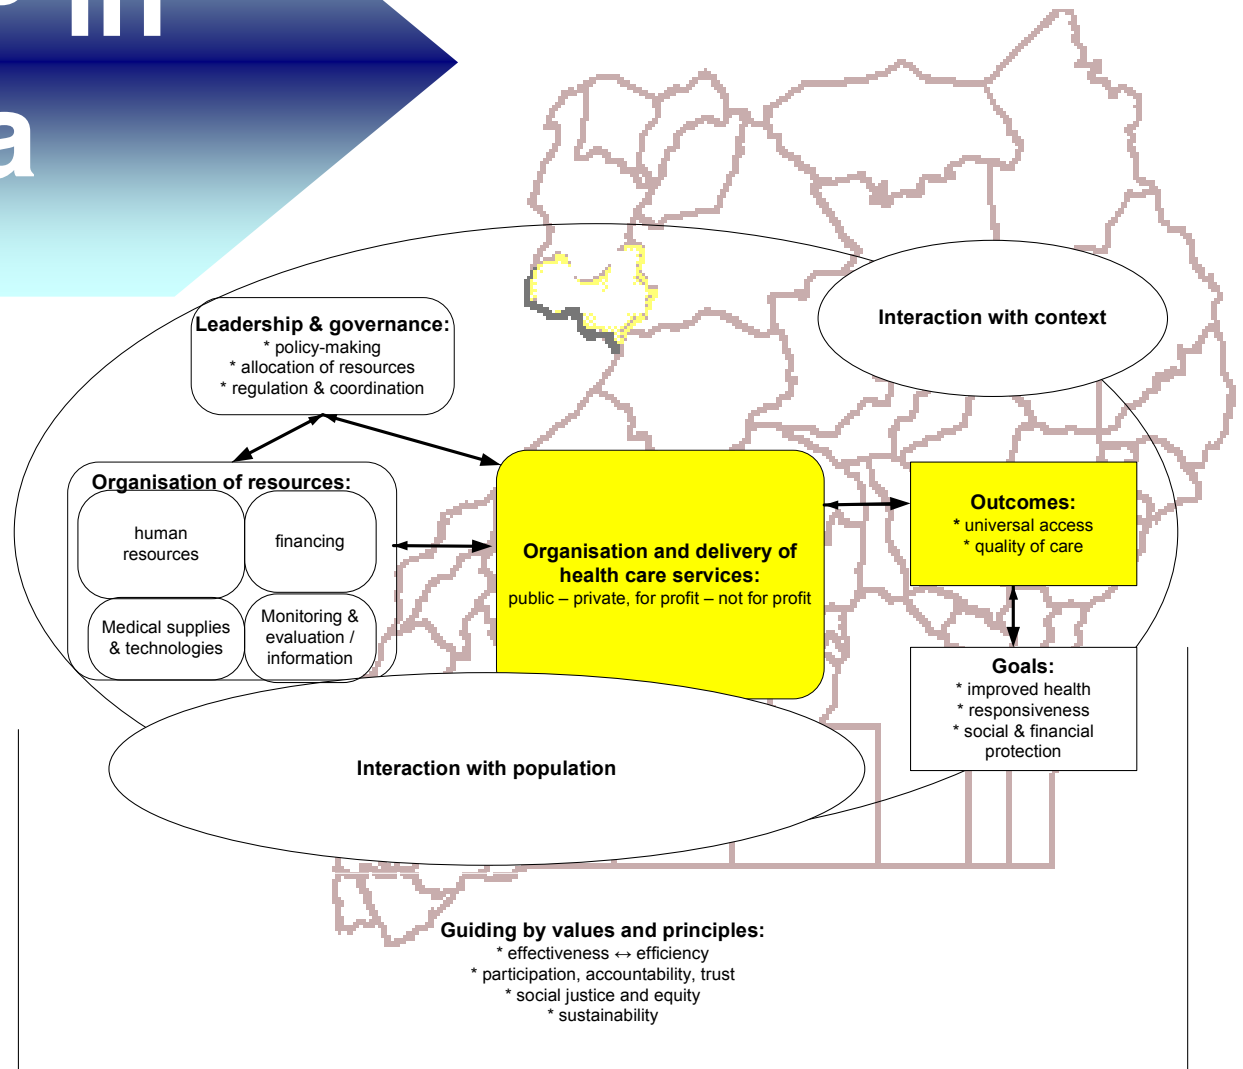 in
a
Leadership & governance:
* policy-making
* allocation of resources
* regulation & coordination
Interaction with context
Organisation of resources:
human
resources
financing
Medical supplies
& technologies
Monitoring &
evaluation /
information
Organisation and delivery of
health care services:
public – private, for profit – not for profit
Outcomes:
* universal access
* quality of care
Goals:
* improved health
* responsiveness
* social & financial
protection
Interaction with population
Guiding by values and principles:
* effectiveness ↔ efficiency
* participation, accountability, trust
* social justice and equity
* sustainability